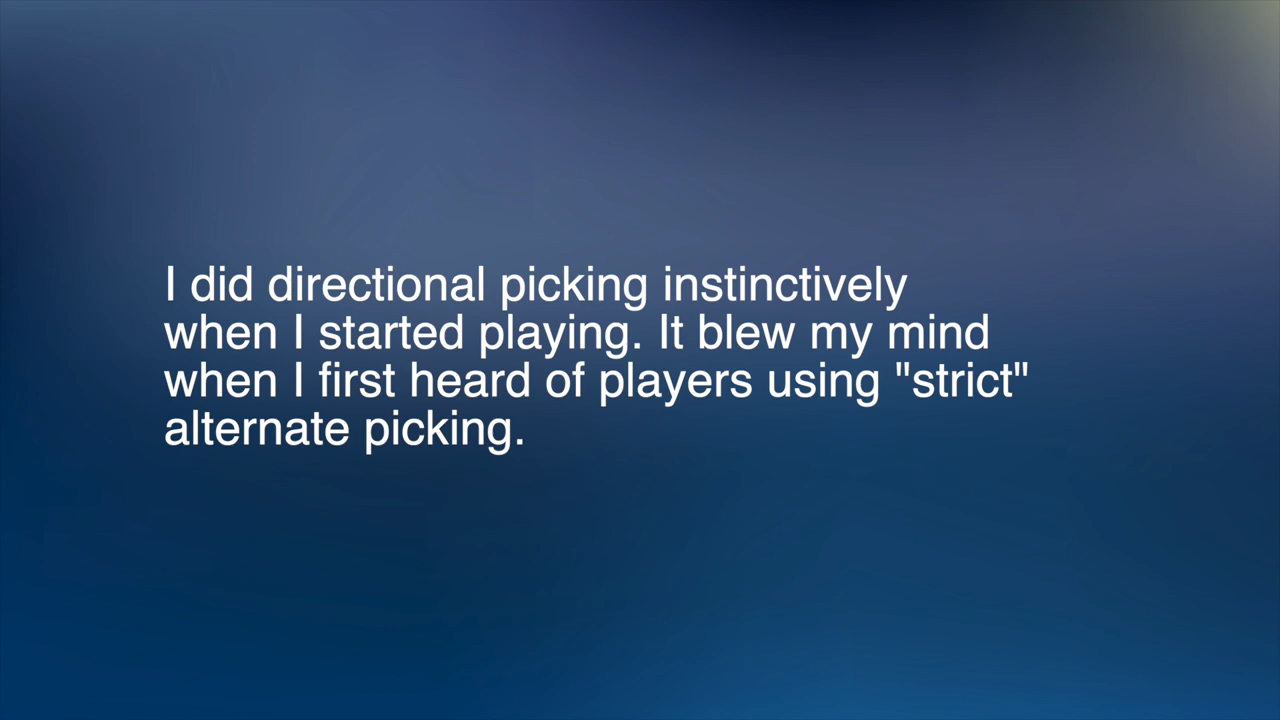 I did directional picking instinctively
when I started playing. It blew my mind
when I first heard of players using "strict"
alternate picking.